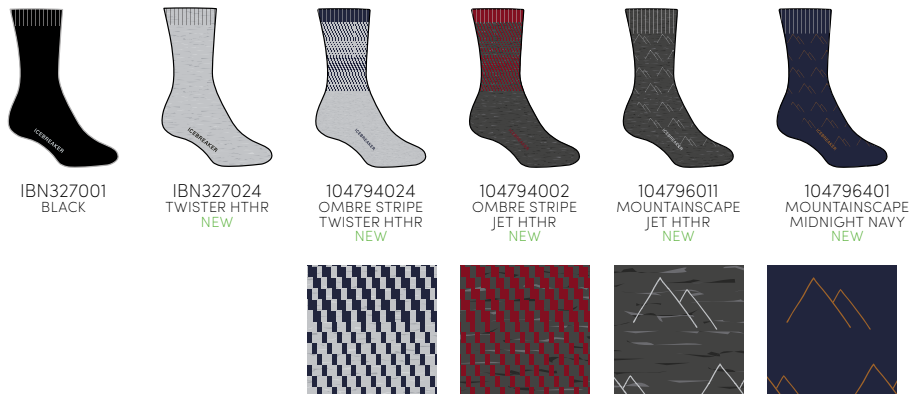 ICEBREAKER
ICEBREAKER
ICEBREAKER
ICEBREAKER
ICEBREAKER
ICEBREAKER
IBN327001
BLACK
IBN327024
TWISTER HTHR
NEW
104794024
OMBRE STRIPE
TWISTER HTHR
NEW
104794002
OMBRE STRIPE
JET HTHR
NEW
104796011
MOUNTAINSCAPE
JET HTHR
NEW
104796401
MOUNTAINSCAPE
MIDNIGHT NAVY
NEW